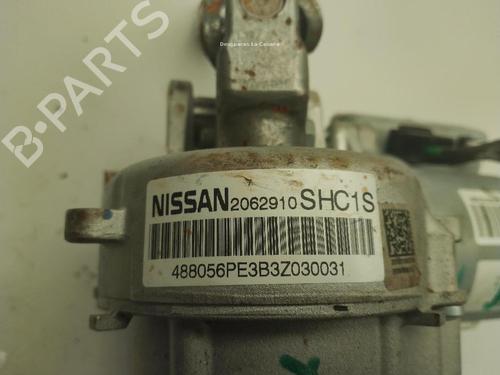 Desguaces La Cabaña
B-PARTS
NISSAN 2062910 SHC1S
488056PE3B3Z030031